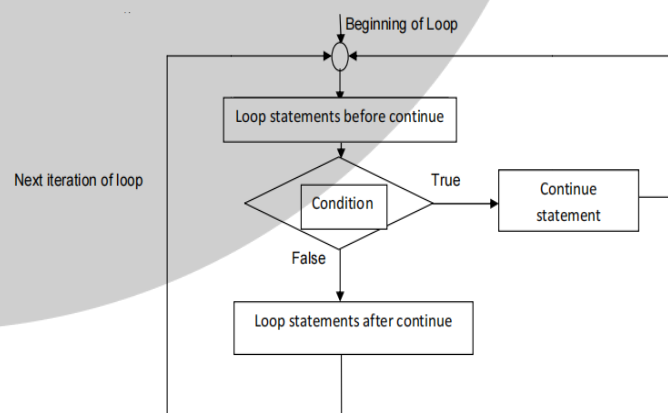 Beginning of Loop
Loop statements before continue
Next iteration of loop
True
Condition
Continue
statement
False
Loop statements after continue